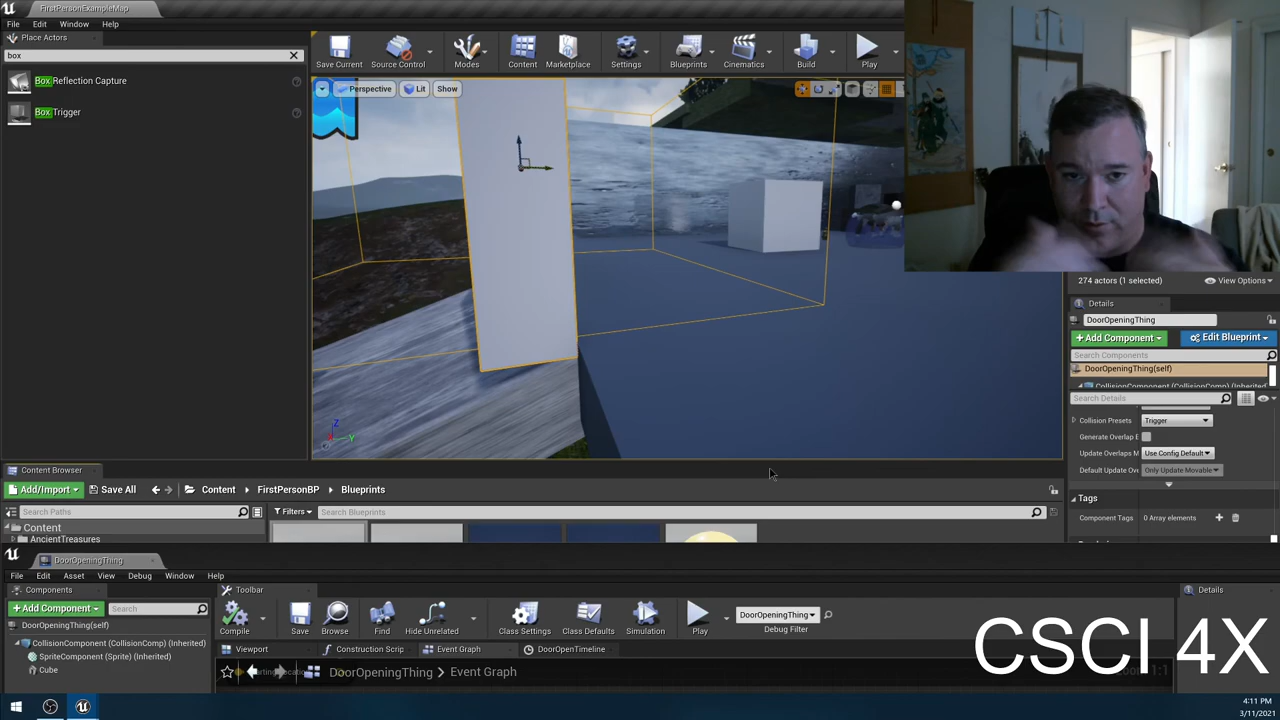 FirstPersonExampleMap
File Edit Window Help
Place Actors
box
Box Reflection Capture
Box Trigger
Save Current Source Control Modes Content Marketplace Settings Blueprints Cinematics Build Play
Perspective Lit Show
Z
X Y
274 actors (1 selected) View Options
Details
DoorOpeningThing
+ Add Component Edit Blueprint
Search Components
DoorOpeningThing(self)
CollisionComponent (CollisionComp) (Inherited)
Search Details
Collision Presets Trigger
Generate Overlap E
Update Overlaps M Use Config Default
Default Update Ove Only Update Movable
Tags
Component Tags 0 Array elements
Content Browser
Add/Import Save All Content FirstPersonBP Blueprints
Search Paths Filters Search Blueprints
Content
AncientTreasures
DoorOpeningThing
File Edit Asset View Debug Window Help
Components Toolbar Details
+ Add Component Search
Compile Save Browse Find Hide Unrelated Class Settings Class Defaults Simulation Play
DoorOpeningThing
Debug Filter
DoorOpeningThing(self)
CollisionComponent (CollisionComp) (Inherited)
SpriteComponent (Sprite) (Inherited)
Cube
Viewport Construction Scrip Event Graph DoorOpenTimeline
DoorOpeningThing > Event Graph
CSCI 4X
4:11 PM
3/11/2021